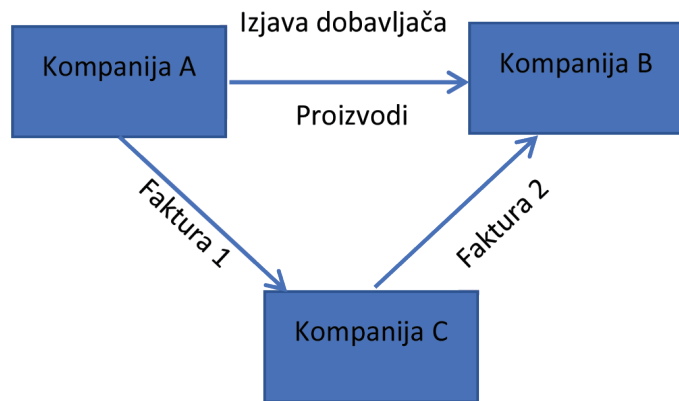 Izjava dobavljača
Kompanija A
Kompanija B
Proizvodi
Faktura 1
Faktura 2
Kompanija C